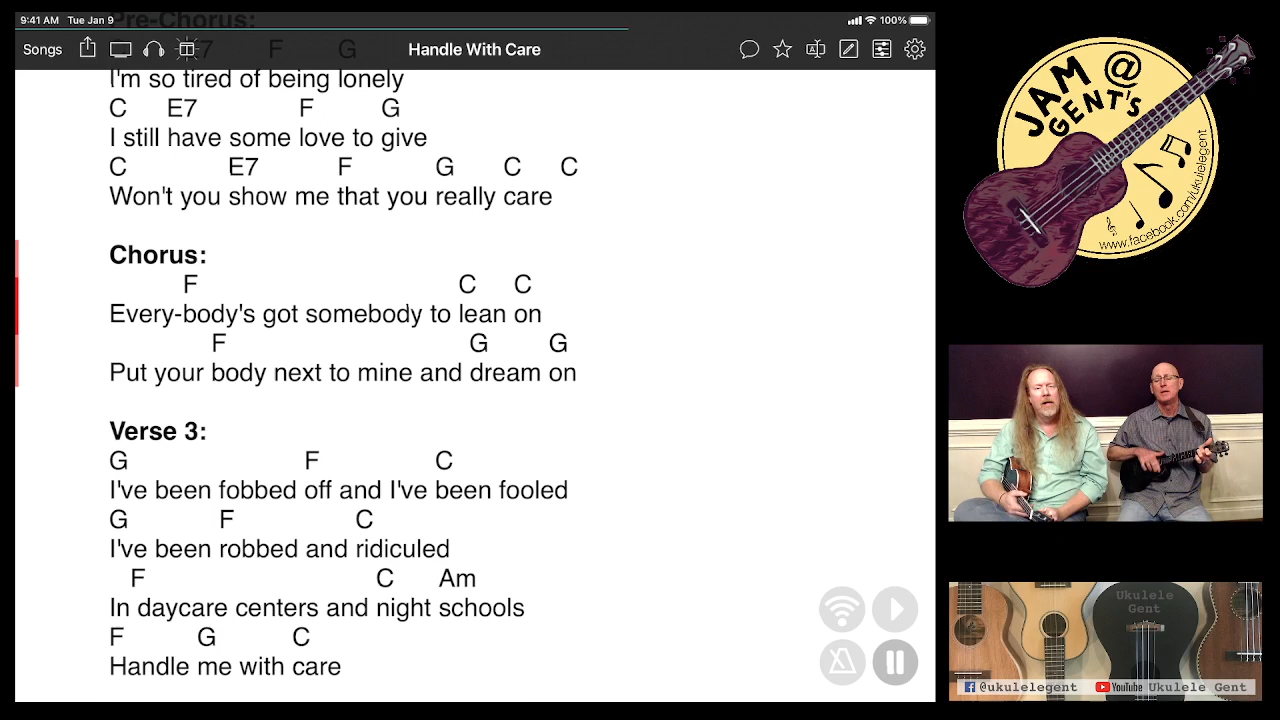 9:41 AM Tue Jan 9
100%
Pre-Chorus:
Songs
Handle With Care
7 F G
I'm so tired of being lonely
C E7 F G
I still have some love to give
C E7 F G C C
Won't you show me that you really care
Chorus:
F C C
Every-body's got somebody to lean on
F G G
Put your body next to mine and dream on
Verse 3:
G F C
I've been fobbed off and I've been fooled
G F C
I've been robbed and ridiculed
F C Am
In daycare centers and night schools
F G C
Handle me with care
JAM @
GENT'S
www.facebook.com/ukulelegent
Ukulele
Gent
@ukulelegent YouTube Ukulele Gent